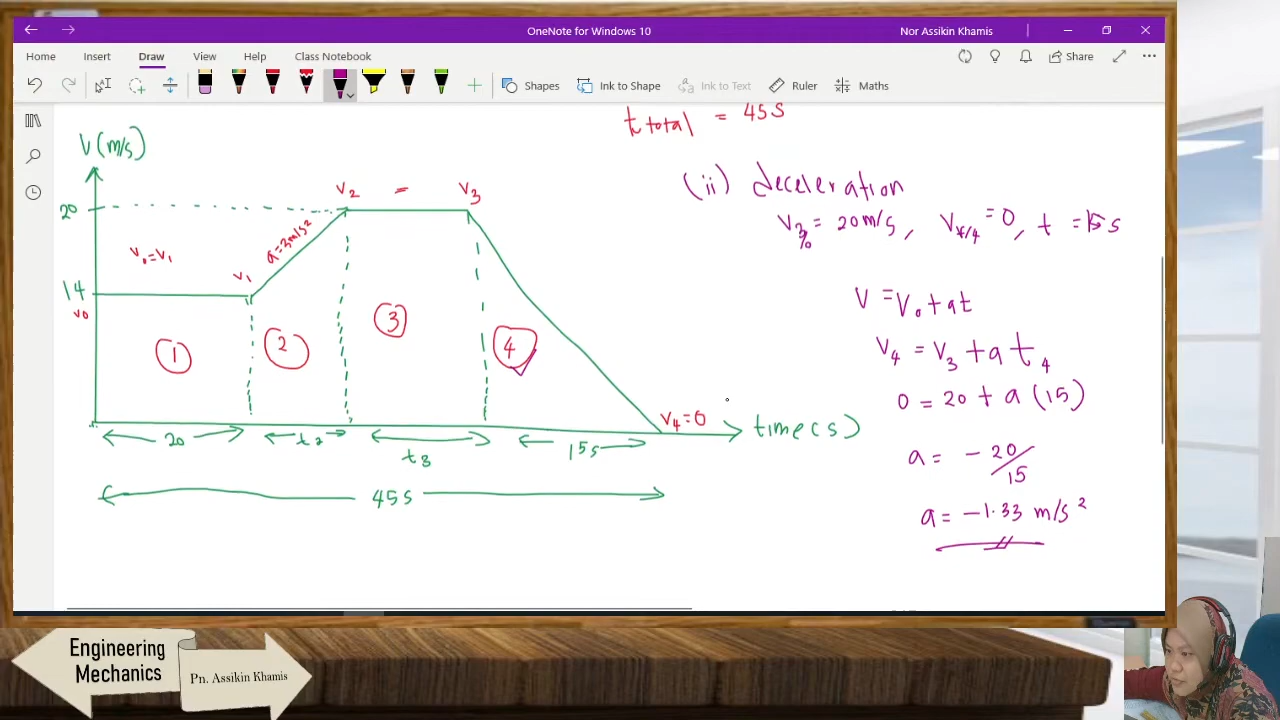 OneNote for Windows 10
Nor Assikin Khamis
Home Insert Draw View Help Class Notebook
Share
Shapes Ink to Shape Ink to Text Ruler Maths
t total = 45s
V(m/s)
(ii) deceleration
V3 = 20m/s, V4 = 0, t = 15s
V2 = V3
20
a=3m/s²
V0=V1
V1
14
V0
V = V0 + at
V4 = V3 + a t4
0 = 20 + a (15)
a = - 20/15
a = -1.33 m/s²
1
2
3
4
V4=0
time(s)
20
t2
t3
15s
45s
Engineering
Mechanics
Pn. Assikin Khamis